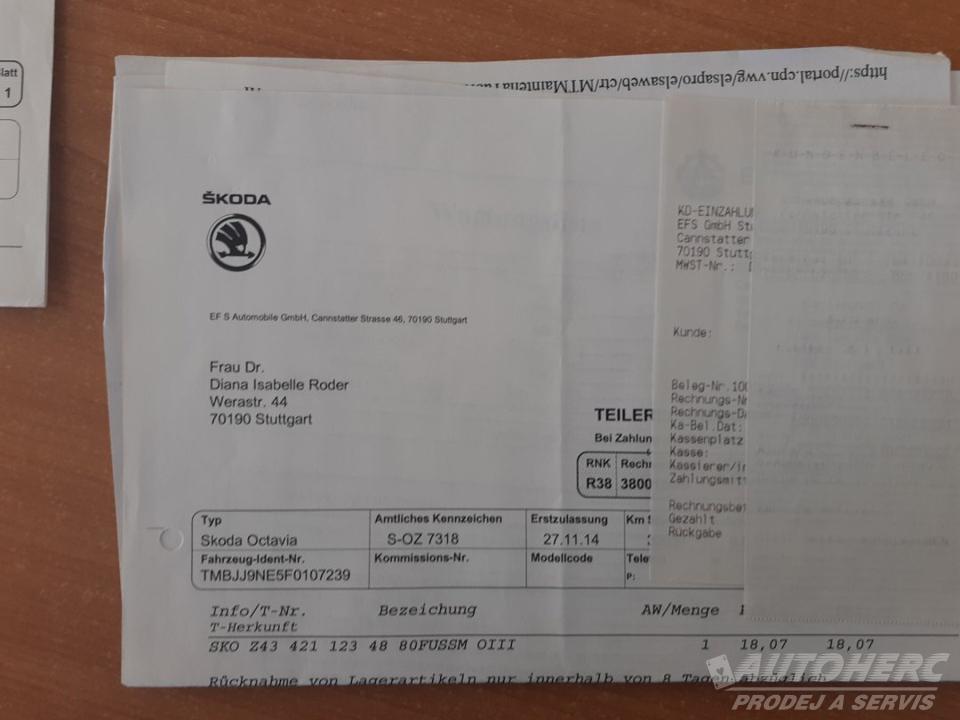 latt
1
https://portal.cpn.vwg/elsapro/elsaweb/ctr/MTMaintena
ŠKODA
EF S Automobile GmbH, Cannstatter Strasse 46, 70190 Stuttgart
Frau Dr.
Diana Isabelle Roder
Werastr. 44
70190 Stuttgart
TEILER
Bei Zahlun
RNK Rechn
R38 3800
KD-EINZAHLU
EFS GmbH St
Cannstatter
70190 Stutt
MWST-Nr.:
Kunde:
Beleg-Nr.
Rechnungs-N
Rechnungs-D
Ka-Bel.Dat:
Kassenplatz
Kasse:
Kassierer/i
Zahlungsmit
Rechnungsbe
Gezahlt
Rückgabe
Typ Amtliches Kennzeichen Erstzulassung Km
Skoda Octavia S-OZ 7318 27.11.14
Fahrzeug-Ident-Nr. Kommissions-Nr. Modellcode Tele
TMBJJ9NE5F0107239 P:
Info/T-Nr. Bezeichung AW/Menge
T-Herkunft
SKO Z43 421 123 48 80FUSSM OIII 1 18,07 18,07
Rücknahme von Lagerartikeln nur innerhalb von 8 Tagen abzüglich
AUTOHERC
PRODEJ A SERVIS